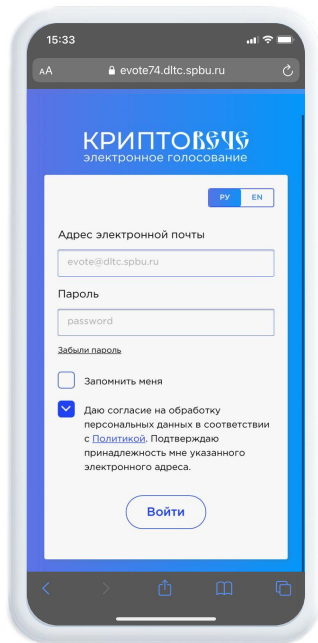 15:33
AA evote74.dltc.spbu.ru
КРИПТОВЕЧЕ
электронное голосование
РУ EN
Адрес электронной почты
evote@dltc.spbu.ru
Пароль
password
Забыли пароль
Запомнить меня
Даю согласие на обработку
персональных данных в соответствии
с Политикой. Подтверждаю
принадлежность мне указанного
электронного адреса.
Войти